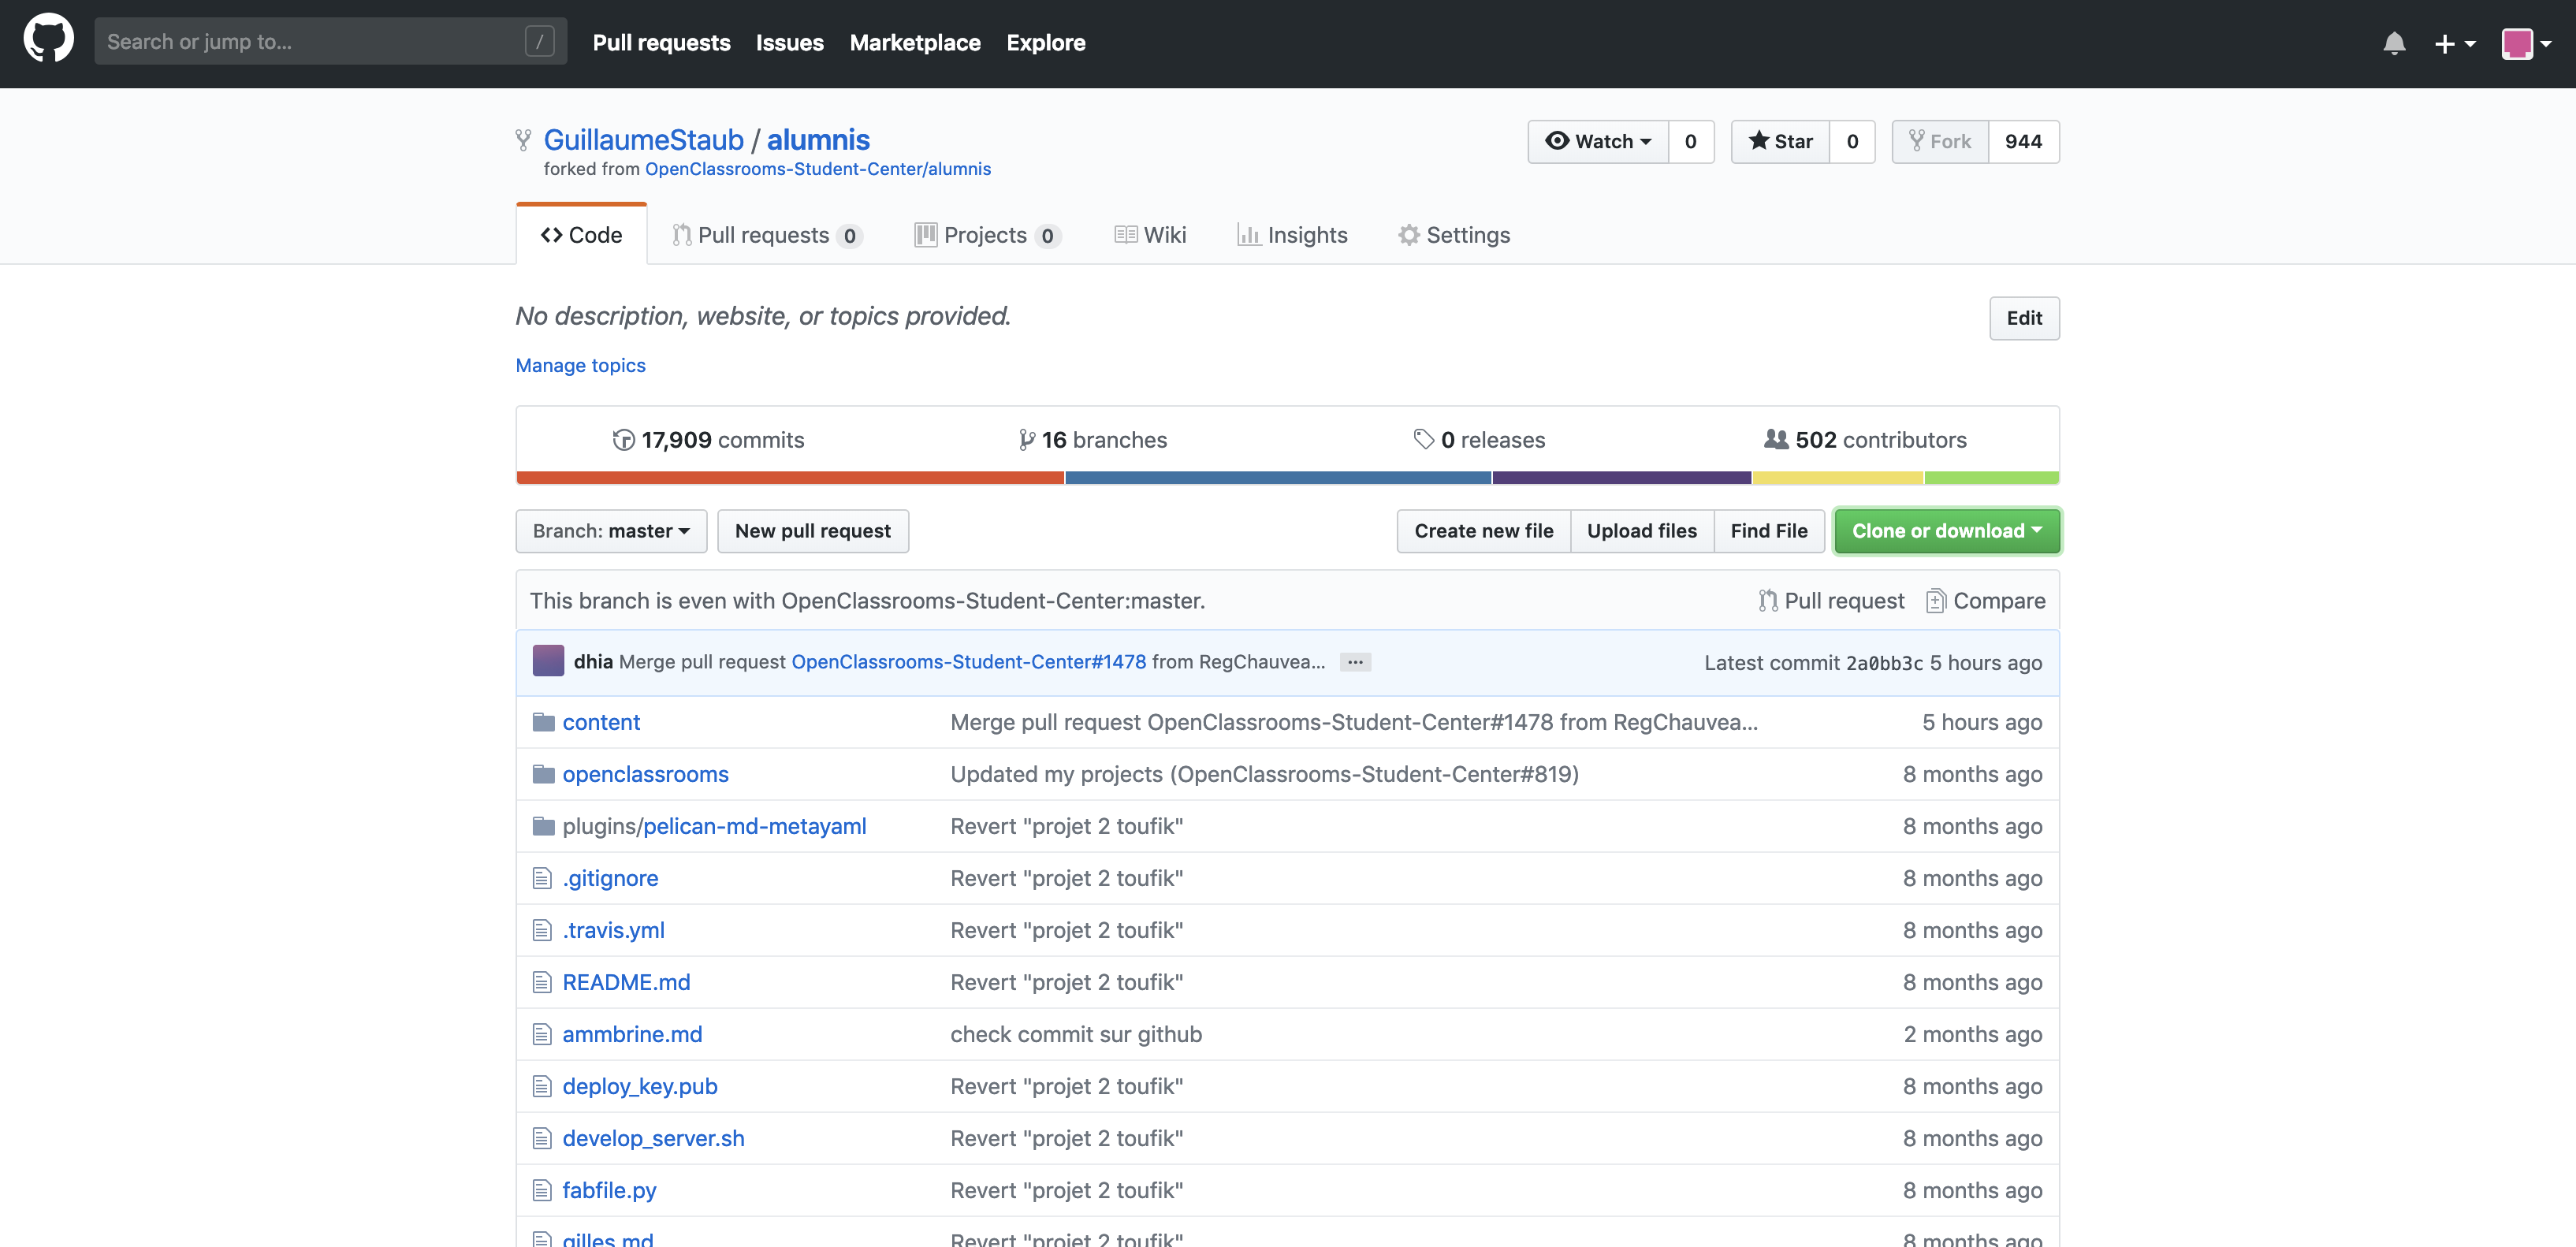 Search or jump to... / Pull requests Issues Marketplace Explore
GuillaumeStaub / alumnis Watch 0 Star 0 Fork 944
forked from OpenClassrooms-Student-Center/alumnis
Code Pull requests 0 Projects 0 Wiki Insights Settings
No description, website, or topics provided. Edit
Manage topics
17,909 commits 16 branches 0 releases 502 contributors
Branch: master New pull request Create new file Upload files Find File Clone or download
This branch is even with OpenClassrooms-Student-Center:master. Pull request Compare
dhia Merge pull request OpenClassrooms-Student-Center#1478 from RegChauvea... ... Latest commit 2a0bb3c 5 hours ago
content Merge pull request OpenClassrooms-Student-Center#1478 from RegChauvea... 5 hours ago
openclassrooms Updated my projects (OpenClassrooms-Student-Center#819) 8 months ago
plugins/pelican-md-metayaml Revert "projet 2 toufik" 8 months ago
.gitignore Revert "projet 2 toufik" 8 months ago
.travis.yml Revert "projet 2 toufik" 8 months ago
README.md Revert "projet 2 toufik" 8 months ago
ammbrine.md check commit sur github 2 months ago
deploy_key.pub Revert "projet 2 toufik" 8 months ago
develop_server.sh Revert "projet 2 toufik" 8 months ago
fabfile.py Revert "projet 2 toufik" 8 months ago
gilles.md Revert "projet 2 toufik" 8 months ago